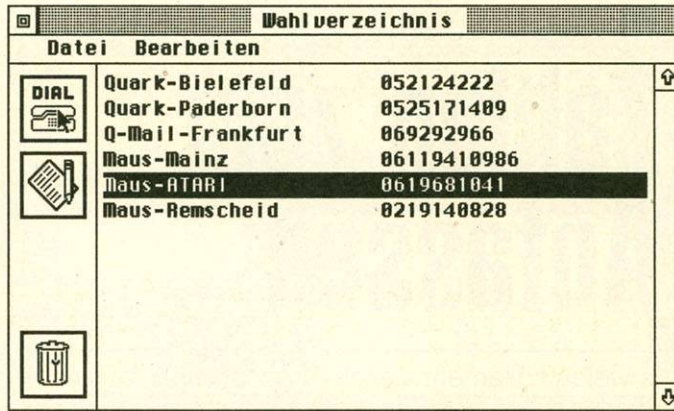 Wahlverzeichnis
Datei Bearbeiten
DIAL
Quark-Bielefeld 052124222
Quark-Paderborn 0525171409
Q-Mail-Frankfurt 069292966
Maus-Mainz 06119410986
Maus-ATARI 0619681041
Maus-Remscheid 0219140828